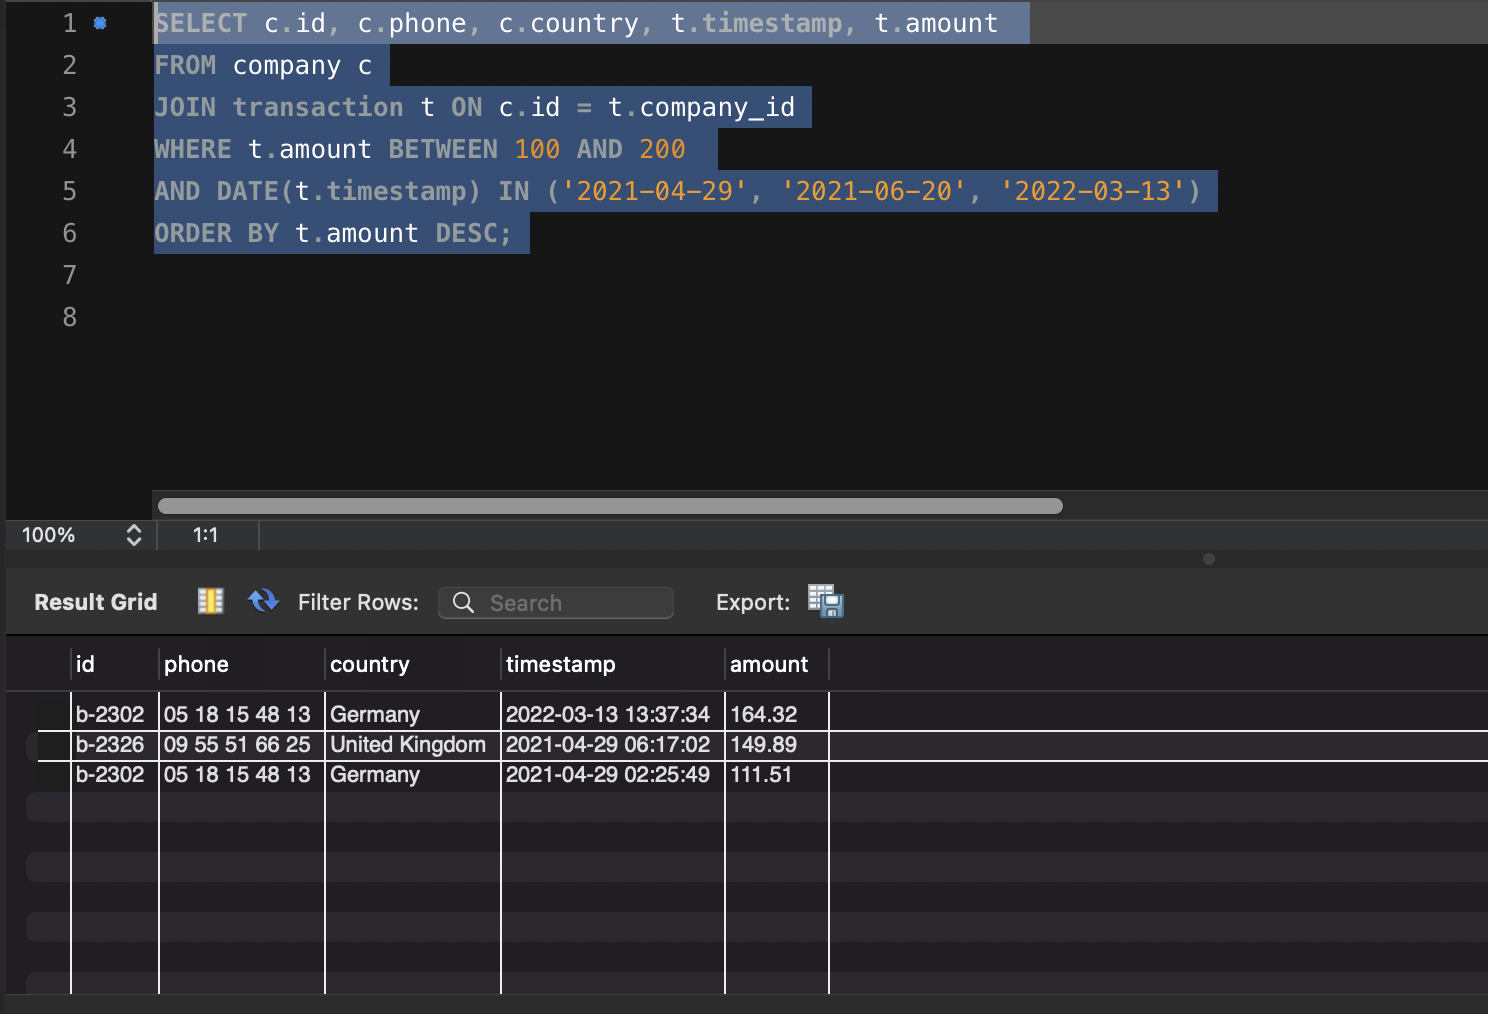 1 SELECT c.id, c.phone, c.country, t.timestamp, t.amount
2 FROM company c
3 JOIN transaction t ON c.id = t.company_id
4 WHERE t.amount BETWEEN 100 AND 200
5 AND DATE(t.timestamp) IN ('2021-04-29', '2021-06-20', '2022-03-13')
6 ORDER BY t.amount DESC;
7
8
100% 1:1
Result Grid Filter Rows: Search Export:
id phone country timestamp amount
b-2302 05 18 15 48 13 Germany 2022-03-13 13:37:34 164.32
b-2326 09 55 51 66 25 United Kingdom 2021-04-29 06:17:02 149.89
b-2302 05 18 15 48 13 Germany 2021-04-29 02:25:49 111.51